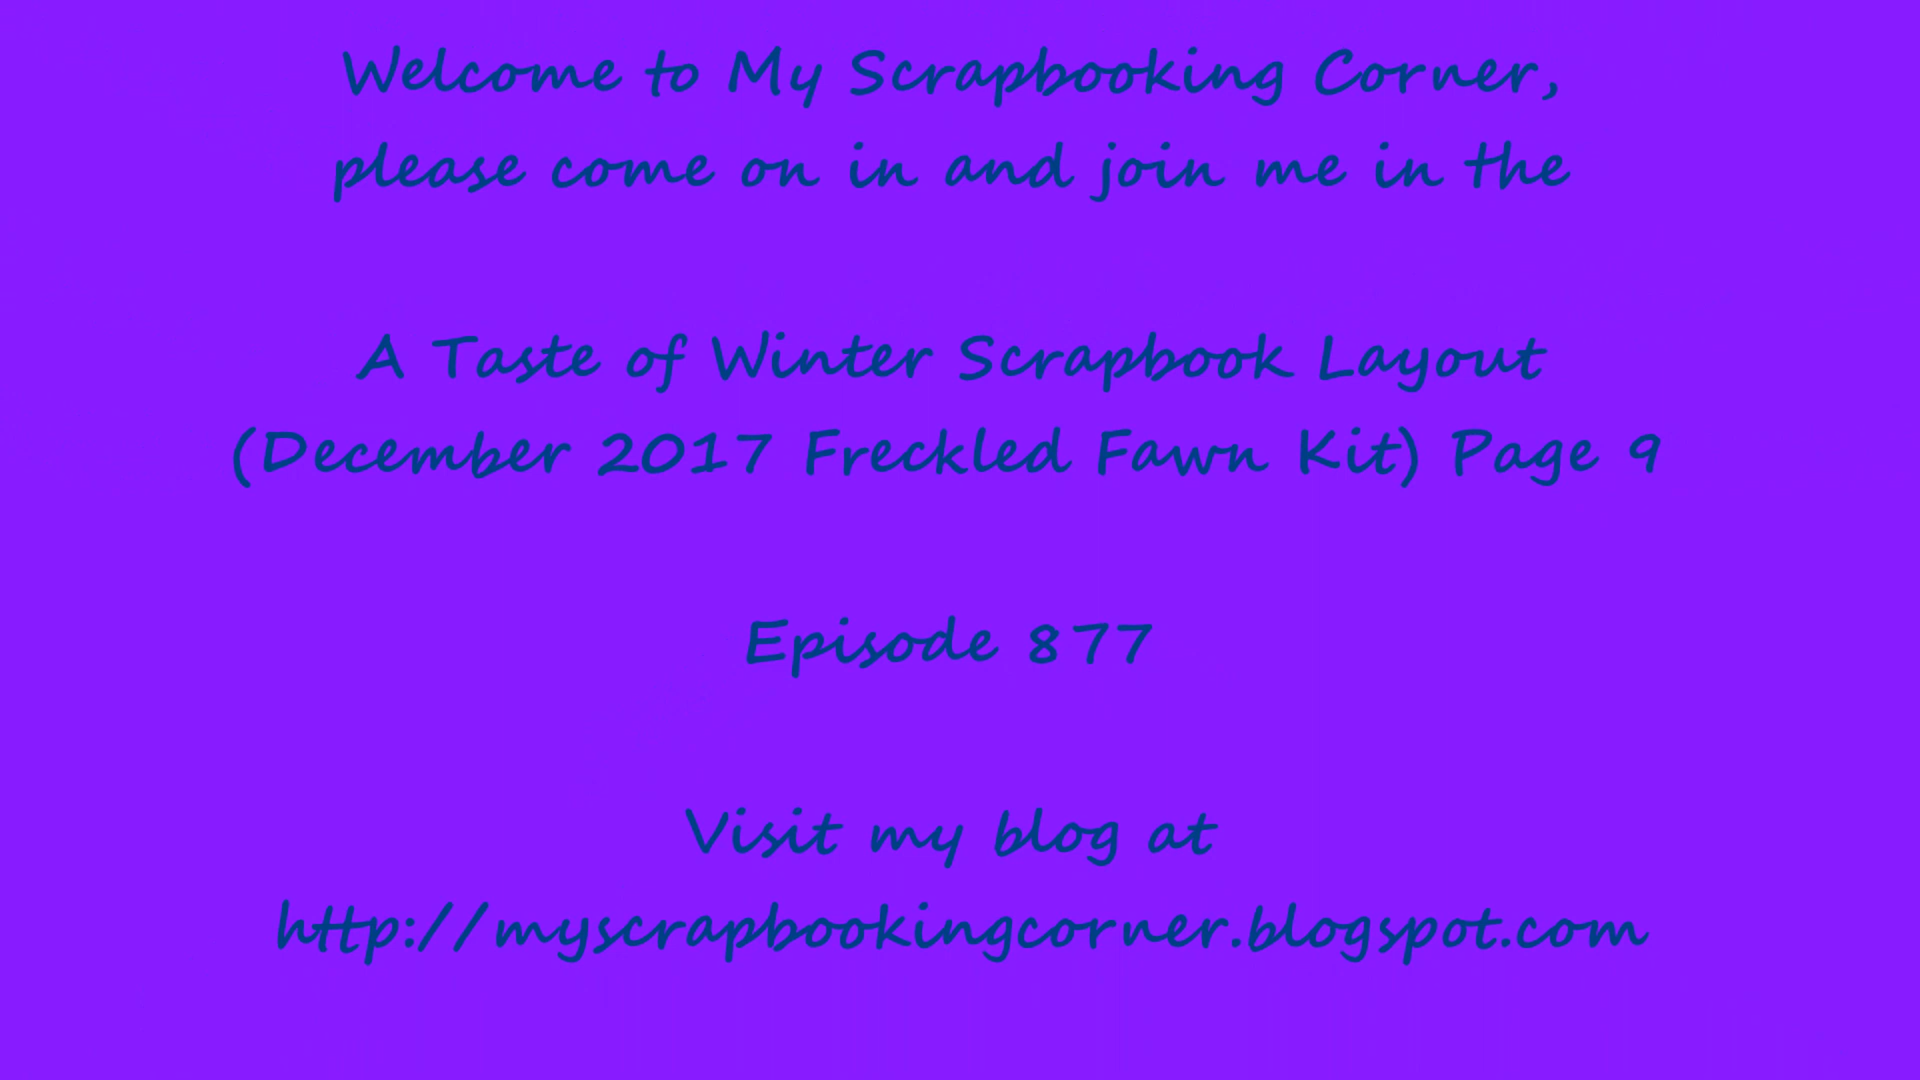 Welcome to My Scrapbooking Corner,
please come on in and join me in the
A Taste of Winter Scrapbook Layout
(December 2017 Freckled Fawn Kit) Page 9
Episode 877
Visit my blog at
http://myscrapbookingcorner.blogspot.com